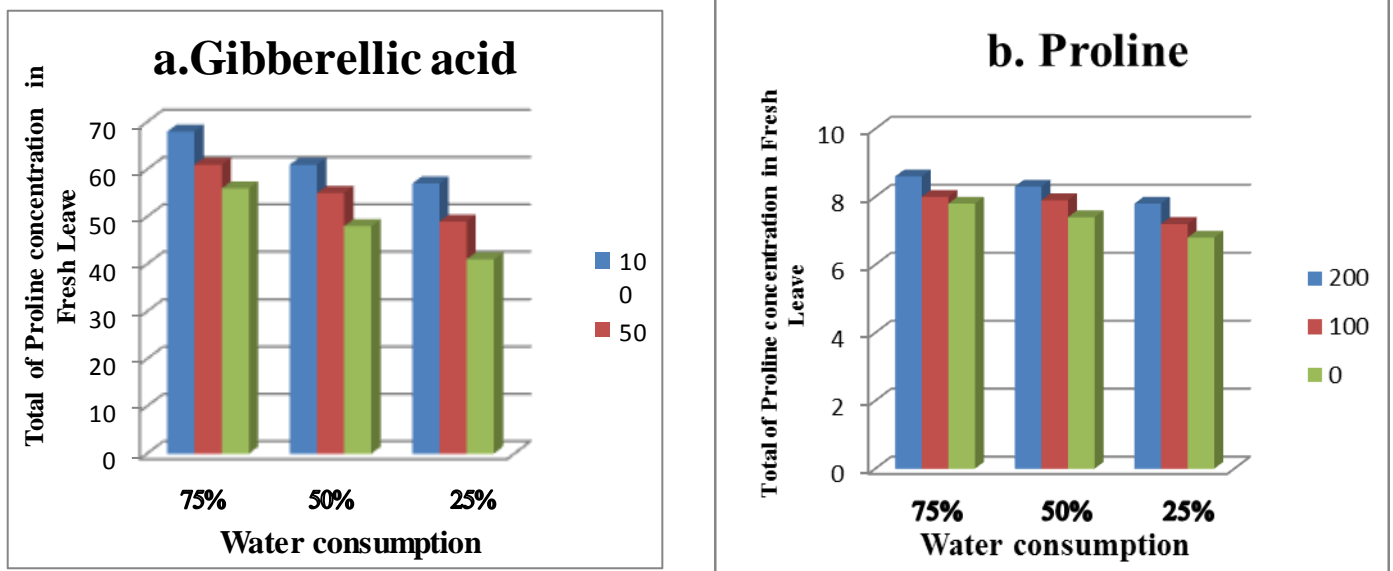 a.Gibberellic acid
Total of Proline concentration in
Fresh Leave
70
60
50
40
30
20
10
0
75% 50% 25%
Water consumption
10
0
50
b. Proline
Total of Proline concentration in Fresh
Leave
10
8
6
4
2
0
75% 50% 25%
Water consumption
200
100
0